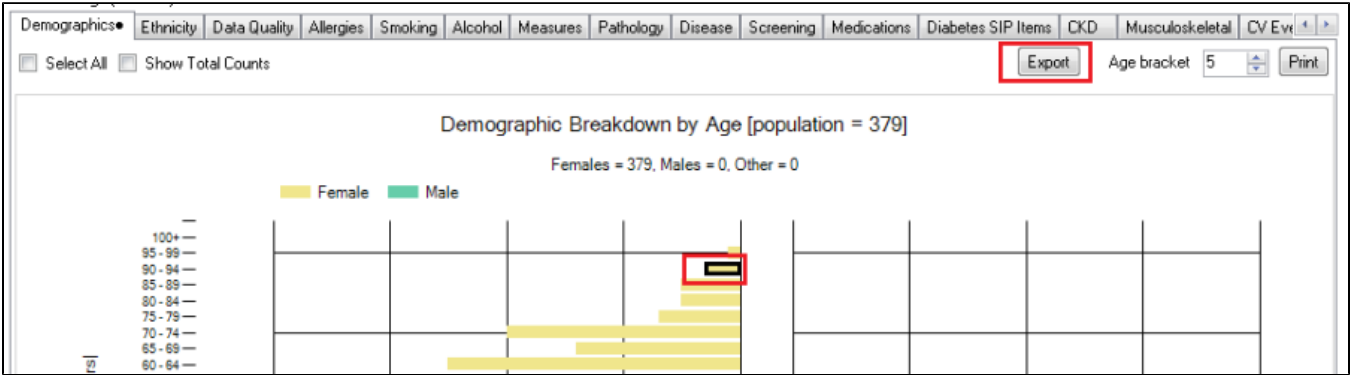 Demographics• Ethnicity Data Quality Allergies Smoking Alcohol Measures Pathology Disease Screening Medications Diabetes SIP Items CKD Musculoskeletal CV Eve
Select All Show Total Counts Export Age bracket 5 Print
Demographic Breakdown by Age [population = 379]
Females = 379, Males = 0, Other = 0
Female Male
100+
95 - 99
90 - 94
85 - 89
80 - 84
75 - 79
70 - 74
65 - 69
60 - 64